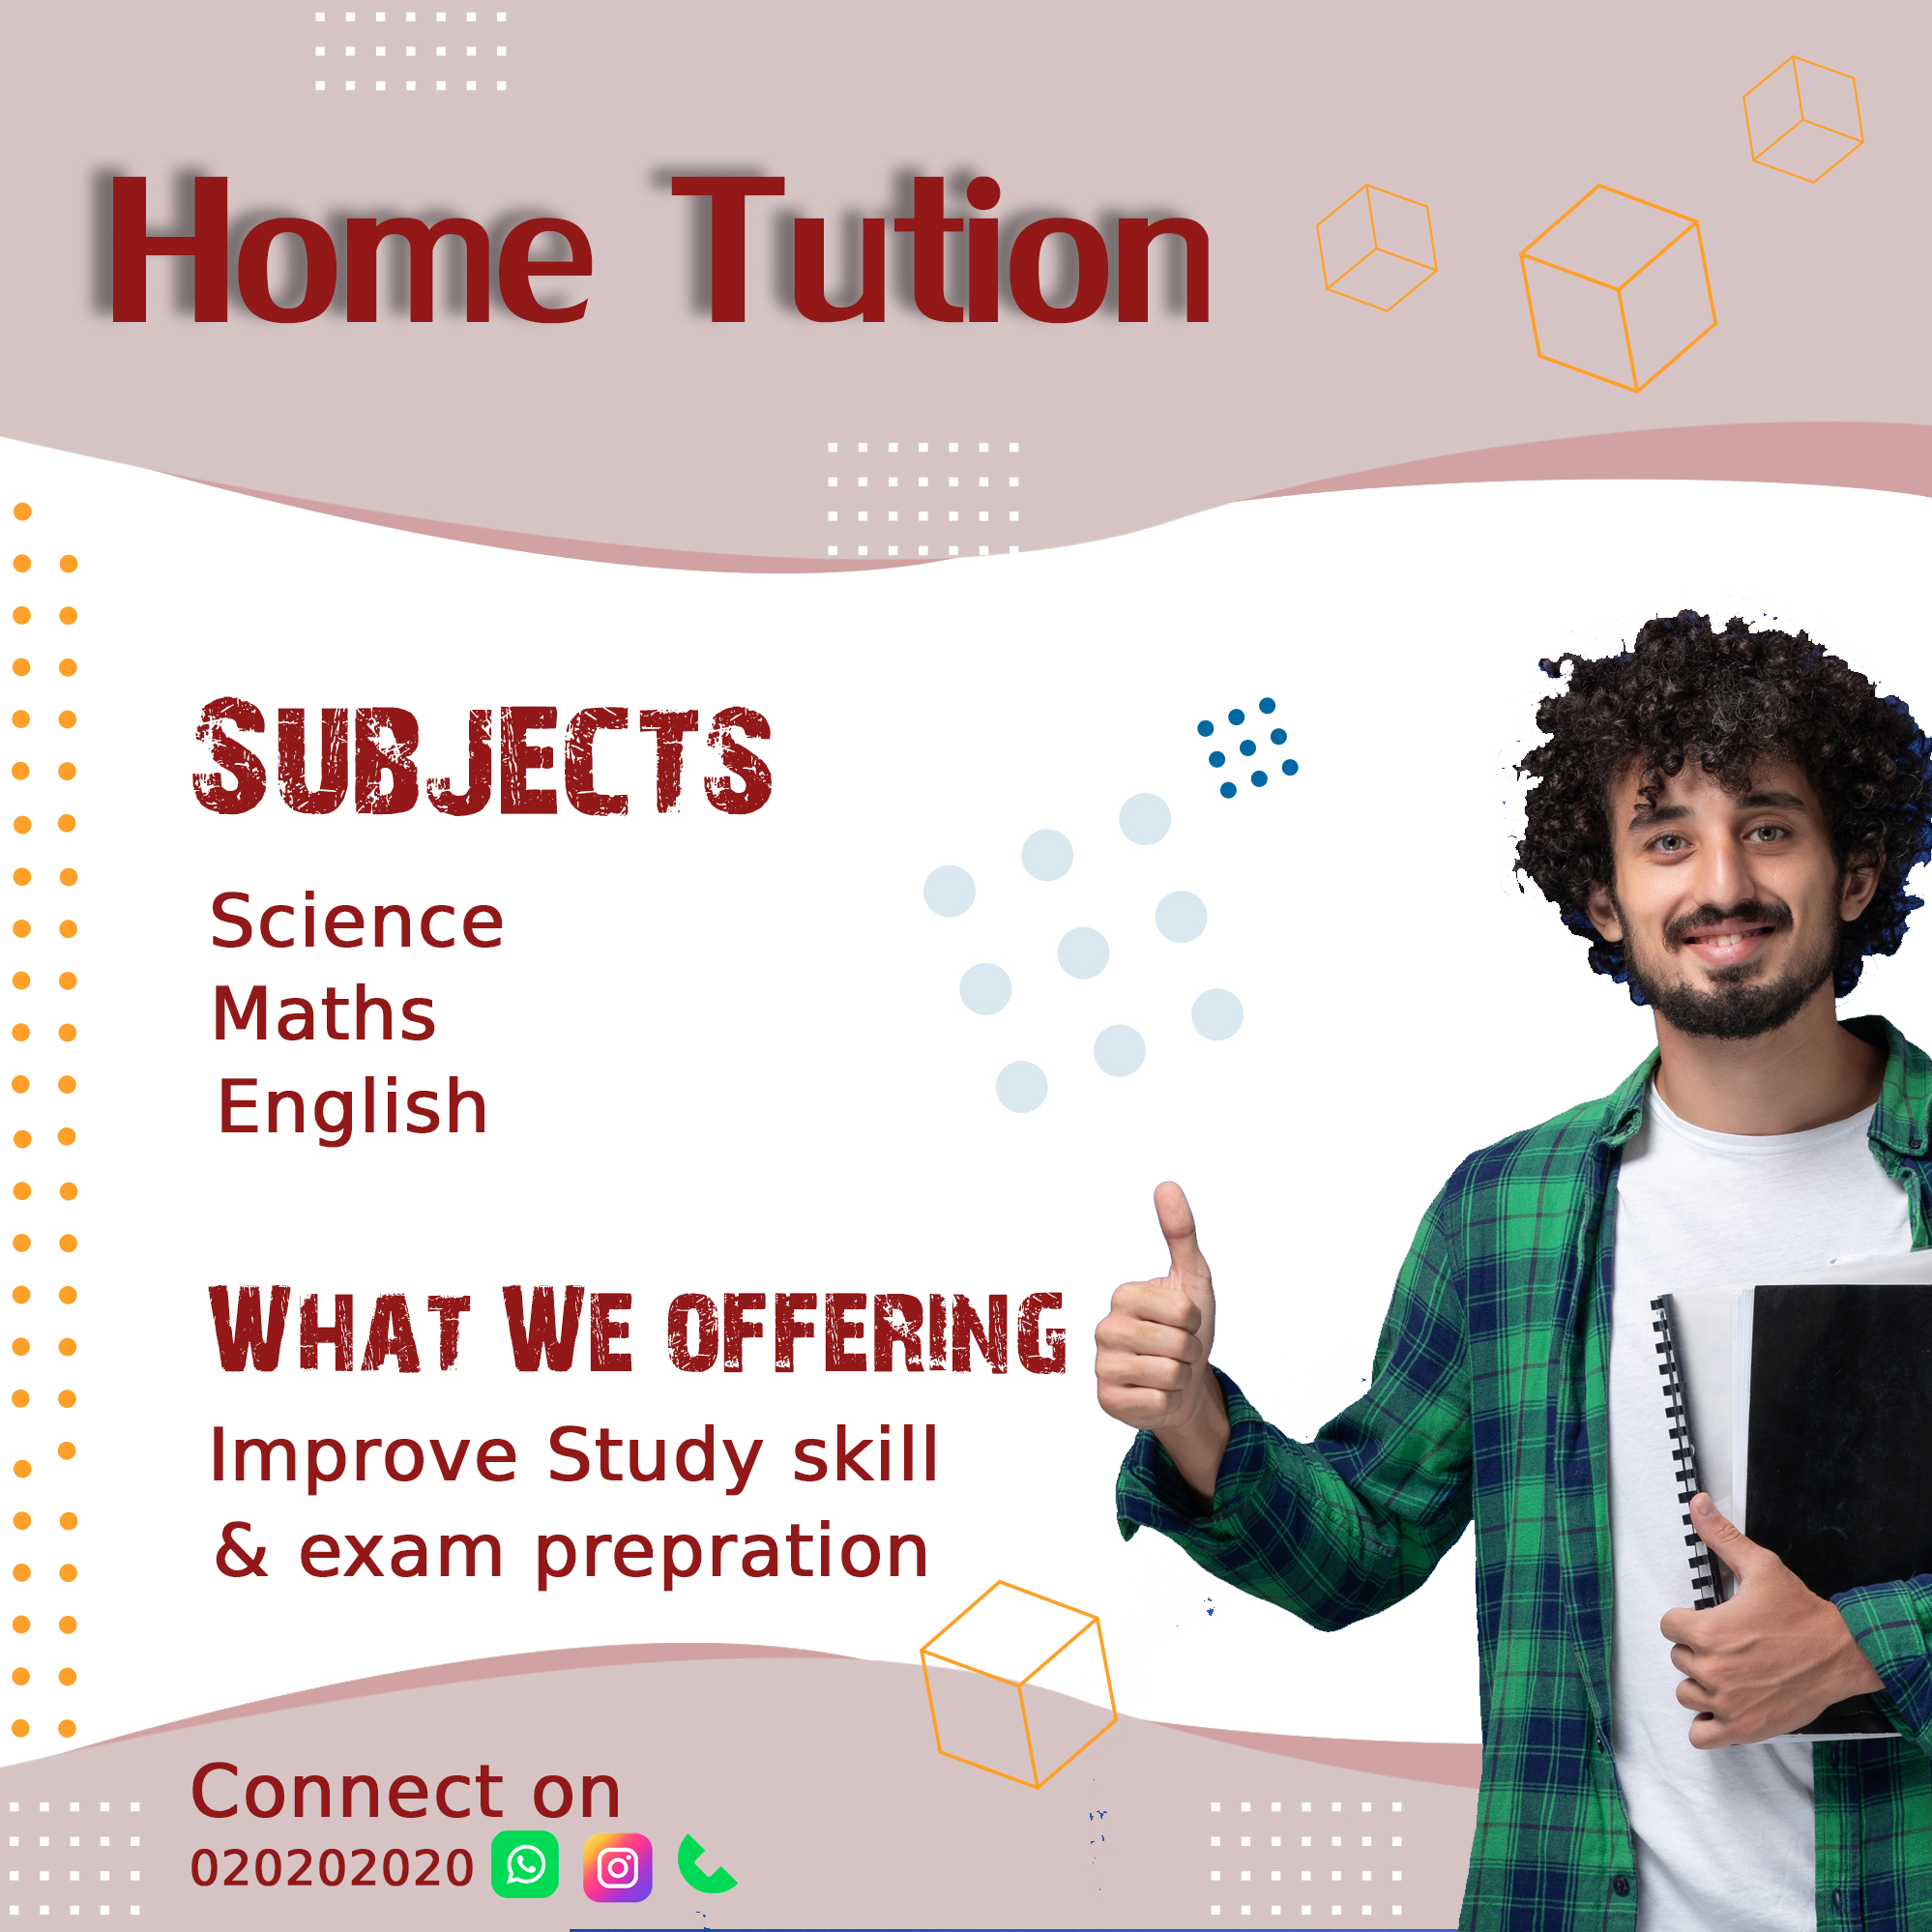 Home Tution
SUBJECTS
Science
Maths
English
WHAT WE OFFERING
Improve Study skill
& exam prepration
Connect on
020202020